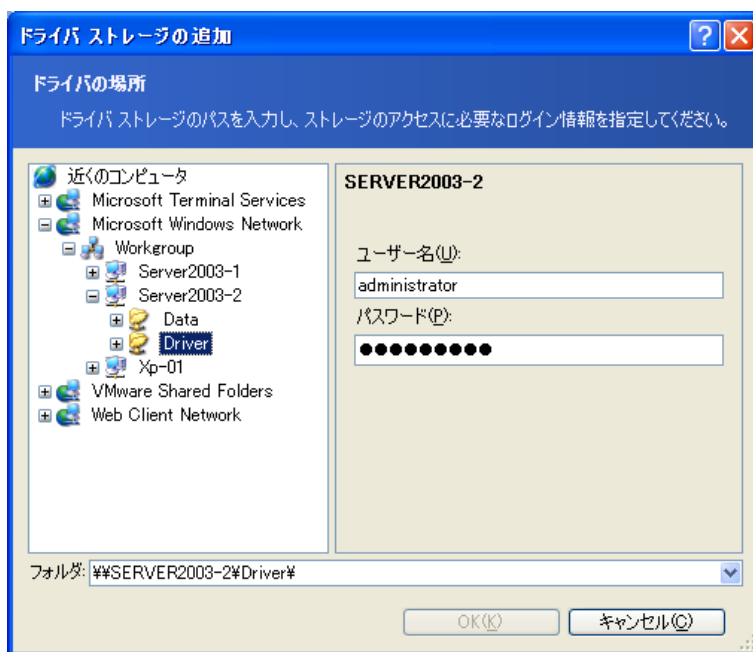 ドライバ ストレージの追加
ドライバの場所
ドライバ ストレージのパスを入力し、ストレージのアクセスに必要なログイン情報を指定してください。
近くのコンピュータ
Microsoft Terminal Services
Microsoft Windows Network
Workgroup
Server2003-1
Server2003-2
Data
Driver
Xp-01
VMware Shared Folders
Web Client Network
SERVER2003-2
ユーザー名(U):
administrator
パスワード(P):
●●●●●●●●●
フォルダ: ¥¥SERVER2003-2¥Driver¥
OK(K)
キャンセル(C)